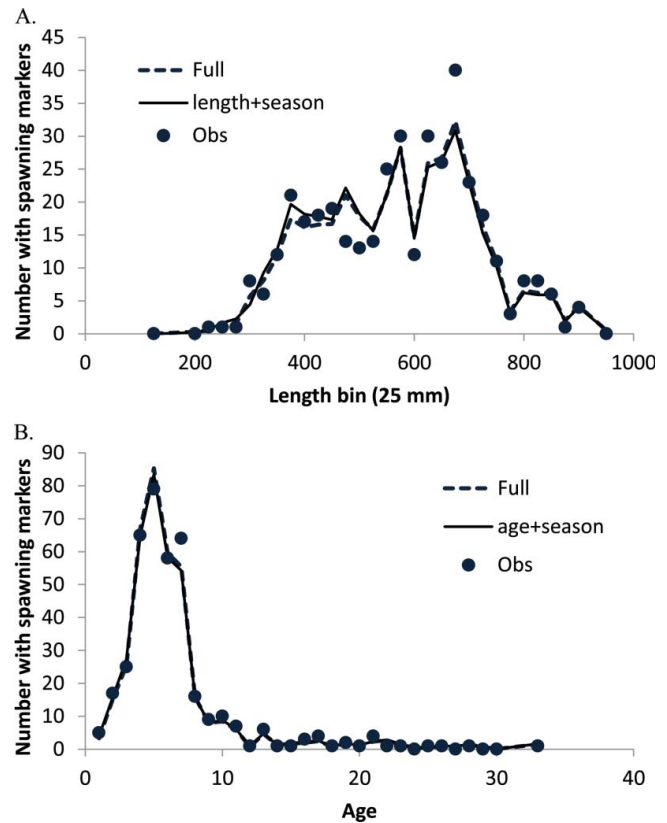 A.
45
40
35
30
25
20
15
10
5
0
Number with spawning markers
Full
length+season
Obs
0 200 400 600 800 1000
Length bin (25 mm)
B.
90
80
70
60
50
40
30
20
10
0
Number with spawning markers
Full
age+season
Obs
0 10 20 30 40
Age